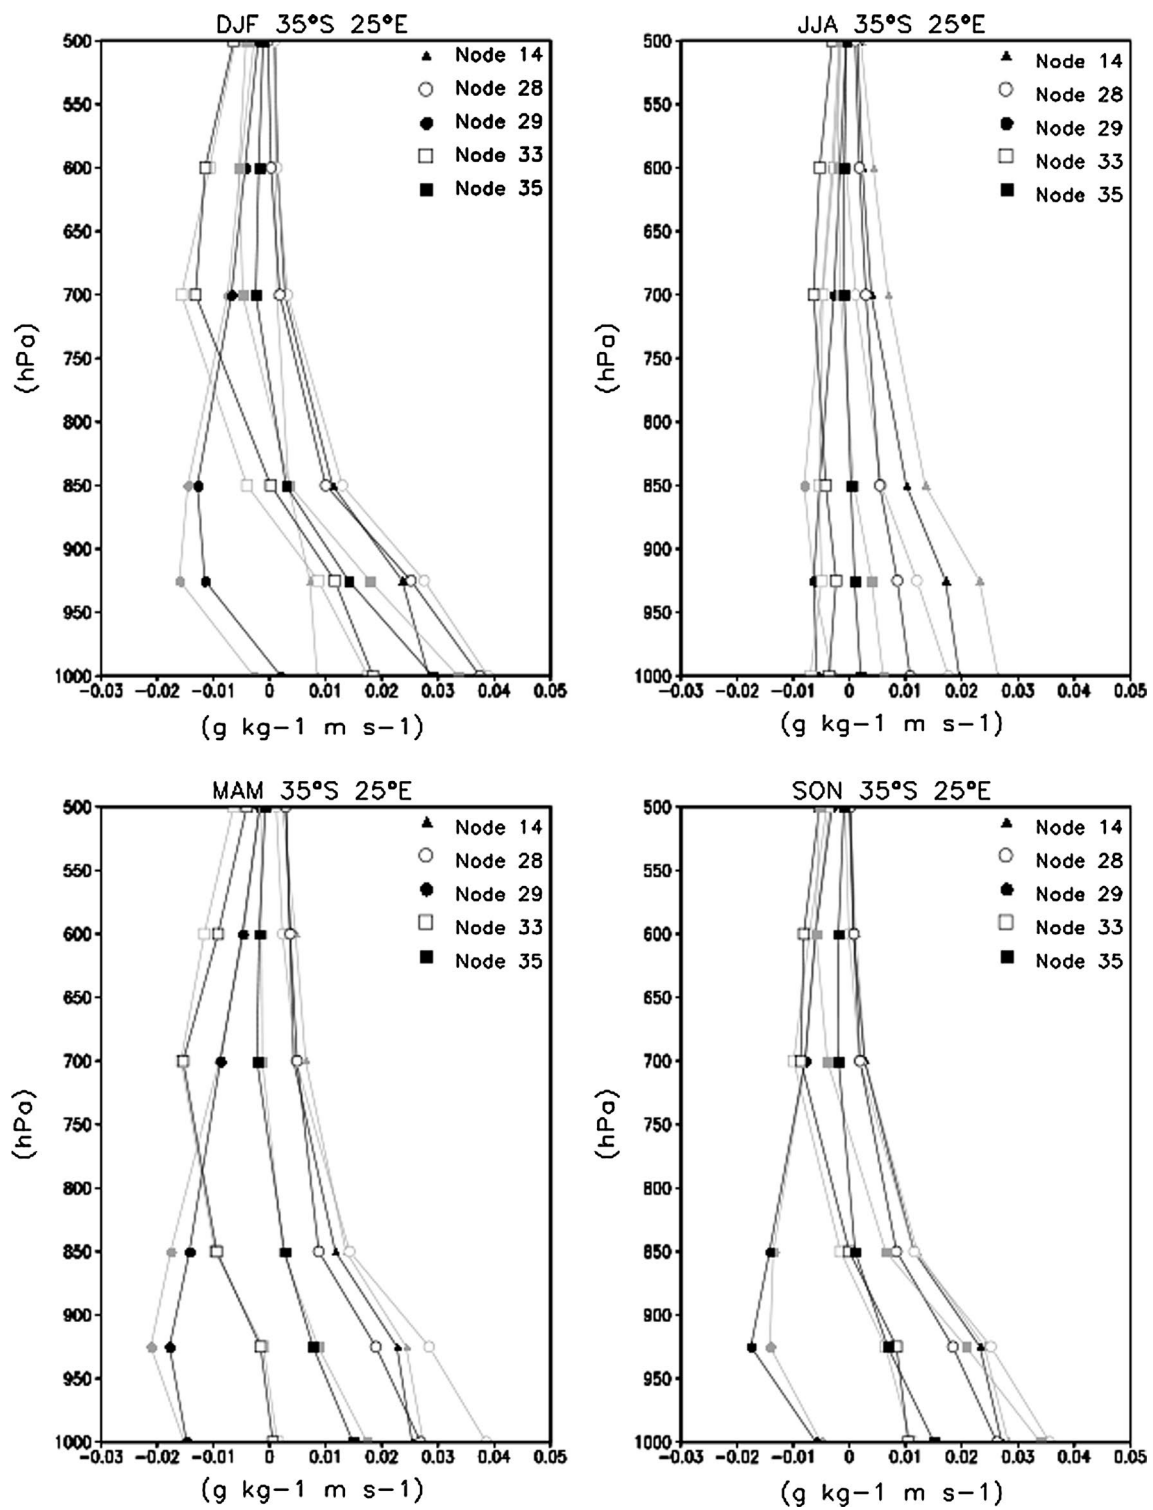 DJF 35°S 25°E
500
550
600
650
700
750
800
850
900
950
1000
(hPa)
Node 14
Node 28
Node 29
Node 33
Node 35
-0.03 -0.02 -0.01 0 0.01 0.02 0.03 0.04 0.05
(g kg-1 m s-1)
JJA 35°S 25°E
500
550
600
650
700
750
800
850
900
950
1000
(hPa)
Node 14
Node 28
Node 29
Node 33
Node 35
-0.03 -0.02 -0.01 0 0.01 0.02 0.03 0.04 0.05
(g kg-1 m s-1)
MAM 35°S 25°E
500
550
600
650
700
750
800
850
900
950
1000
(hPa)
Node 14
Node 28
Node 29
Node 33
Node 35
-0.03 -0.02 -0.01 0 0.01 0.02 0.03 0.04 0.05
(g kg-1 m s-1)
SON 35°S 25°E
500
550
600
650
700
750
800
850
900
950
1000
(hPa)
Node 14
Node 28
Node 29
Node 33
Node 35
-0.03 -0.02 -0.01 0 0.01 0.02 0.03 0.04 0.05
(g kg-1 m s-1)